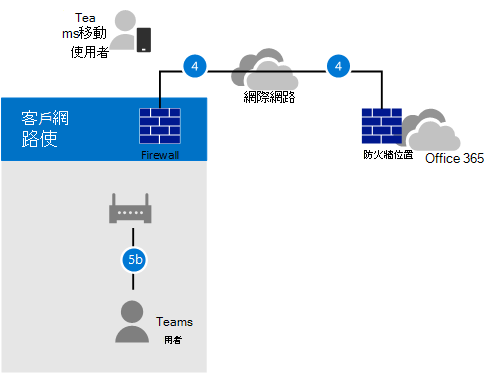 Tea
ms移動
使用者
4
4
網際網路
客戶網
路使
Firewall
防火牆位置
Office 365
5b
Teams
用者